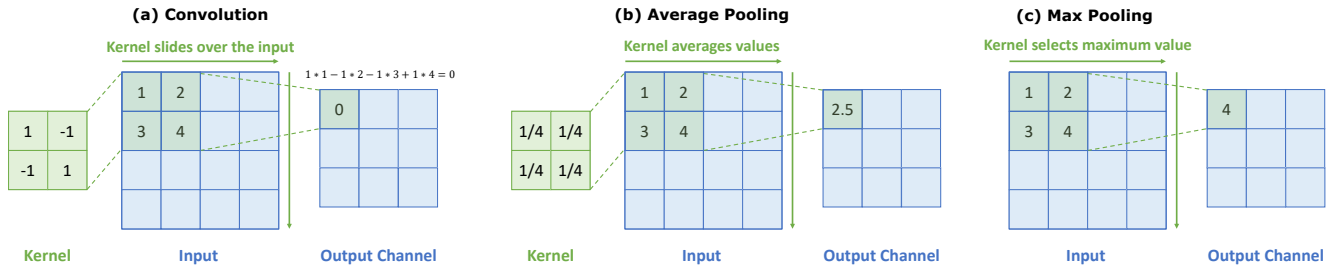 (a) Convolution
Kernel slides over the input
1 * 1 − 1 * 2 − 1 * 3 + 1 * 4 = 0
1 2
3 4
0
1 -1
-1 1
Kernel
Input
Output Channel
(b) Average Pooling
Kernel averages values
1 2
3 4
2.5
1/4 1/4
1/4 1/4
Kernel
Input
Output Channel
(c) Max Pooling
Kernel selects maximum value
1 2
3 4
4
Input
Output Channel